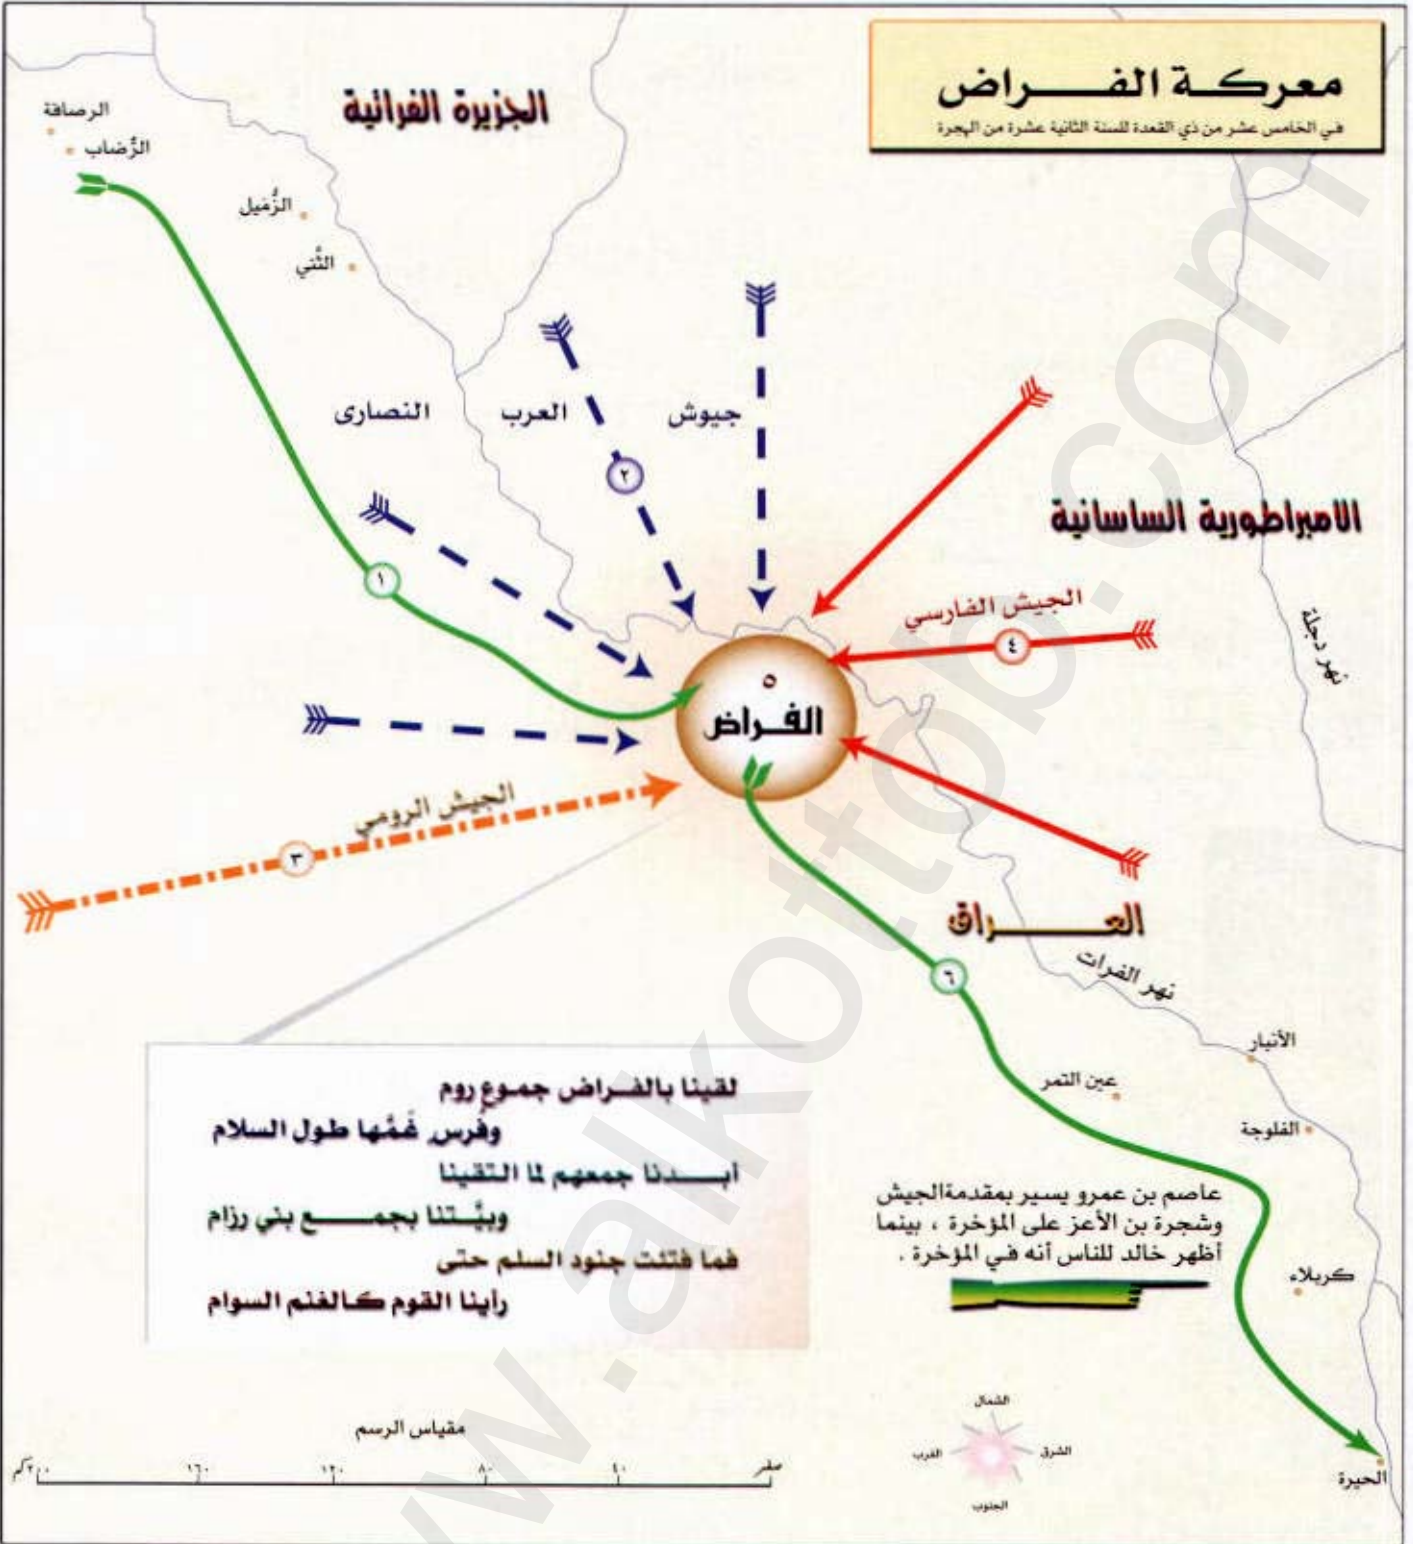 معركة الفراض
في الخامس عشر من ذي القعدة للسنة الثانية عشرة من الهجرة
الجزيرة الفراتية
الرصافة
الرُّضاب
الزُّميل
الثَّني
جيوش العرب النصارى
٢
١
الامبراطورية الساسانية
الجيش الفارسي
٤
نهر دجلة
٥
الفراض
الجيش الرومي
٣
العراق
نهر الفرات
٦
الأنبار
عين التمر
الفلوجة
كربلاء
الحيرة
لقينا بالفراض جموع روم
وفُرس غمَّها طول السلام
أبدنا جمعهم لما التقينا
وبيَّتنا بجمع بني رزام
فما فتئت جنود السلم حتى
رأينا القوم كالغنم السوام
عاصم بن عمرو يسير بمقدمة الجيش
وشجرة بن الأعز على المؤخرة ، بينما
أظهر خالد للناس أنه في المؤخرة .
مقياس الرسم
صفر ٤٠ ٨٠ ١٢٠ ١٦٠ ٢٠٠كم
الشمال
الشرق
الغرب
الجنوب
w.alkottob.com